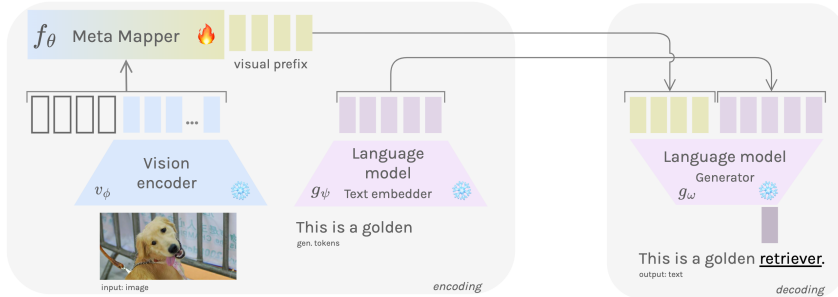 fθ Meta Mapper
visual prefix
...
Vision
encoder
vϕ
Language
model
gψ Text embedder
Language model
Generator
gω
This is a golden
gen. tokens
This is a golden retriever.
output: text
input: image
encoding
decoding